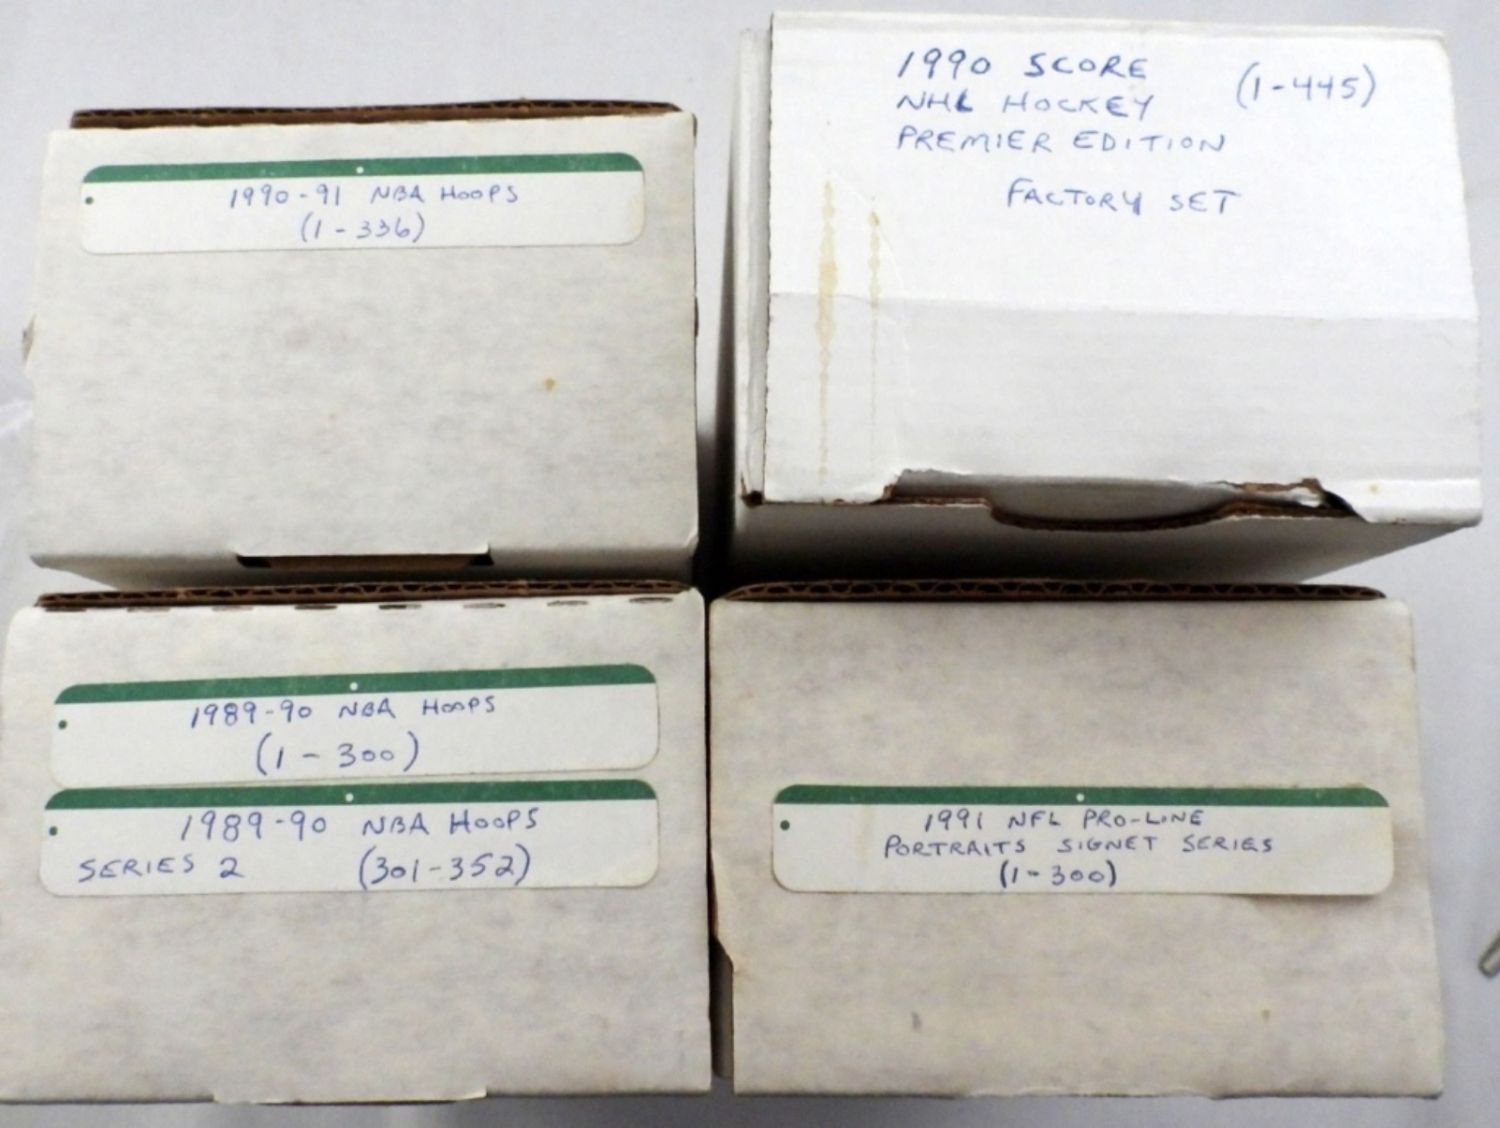 1990-91 NBA HOOPS
(1-336)
1990 SCORE (1-445)
NHL HOCKEY
PREMIER EDITION
FACTORY SET
1989-90 NBA HOOPS
(1-300)
1989-90 NBA HOOPS
SERIES 2 (301-352)
1991 NFL PRO-LINE
PORTRAITS SIGNET SERIES
(1-300)